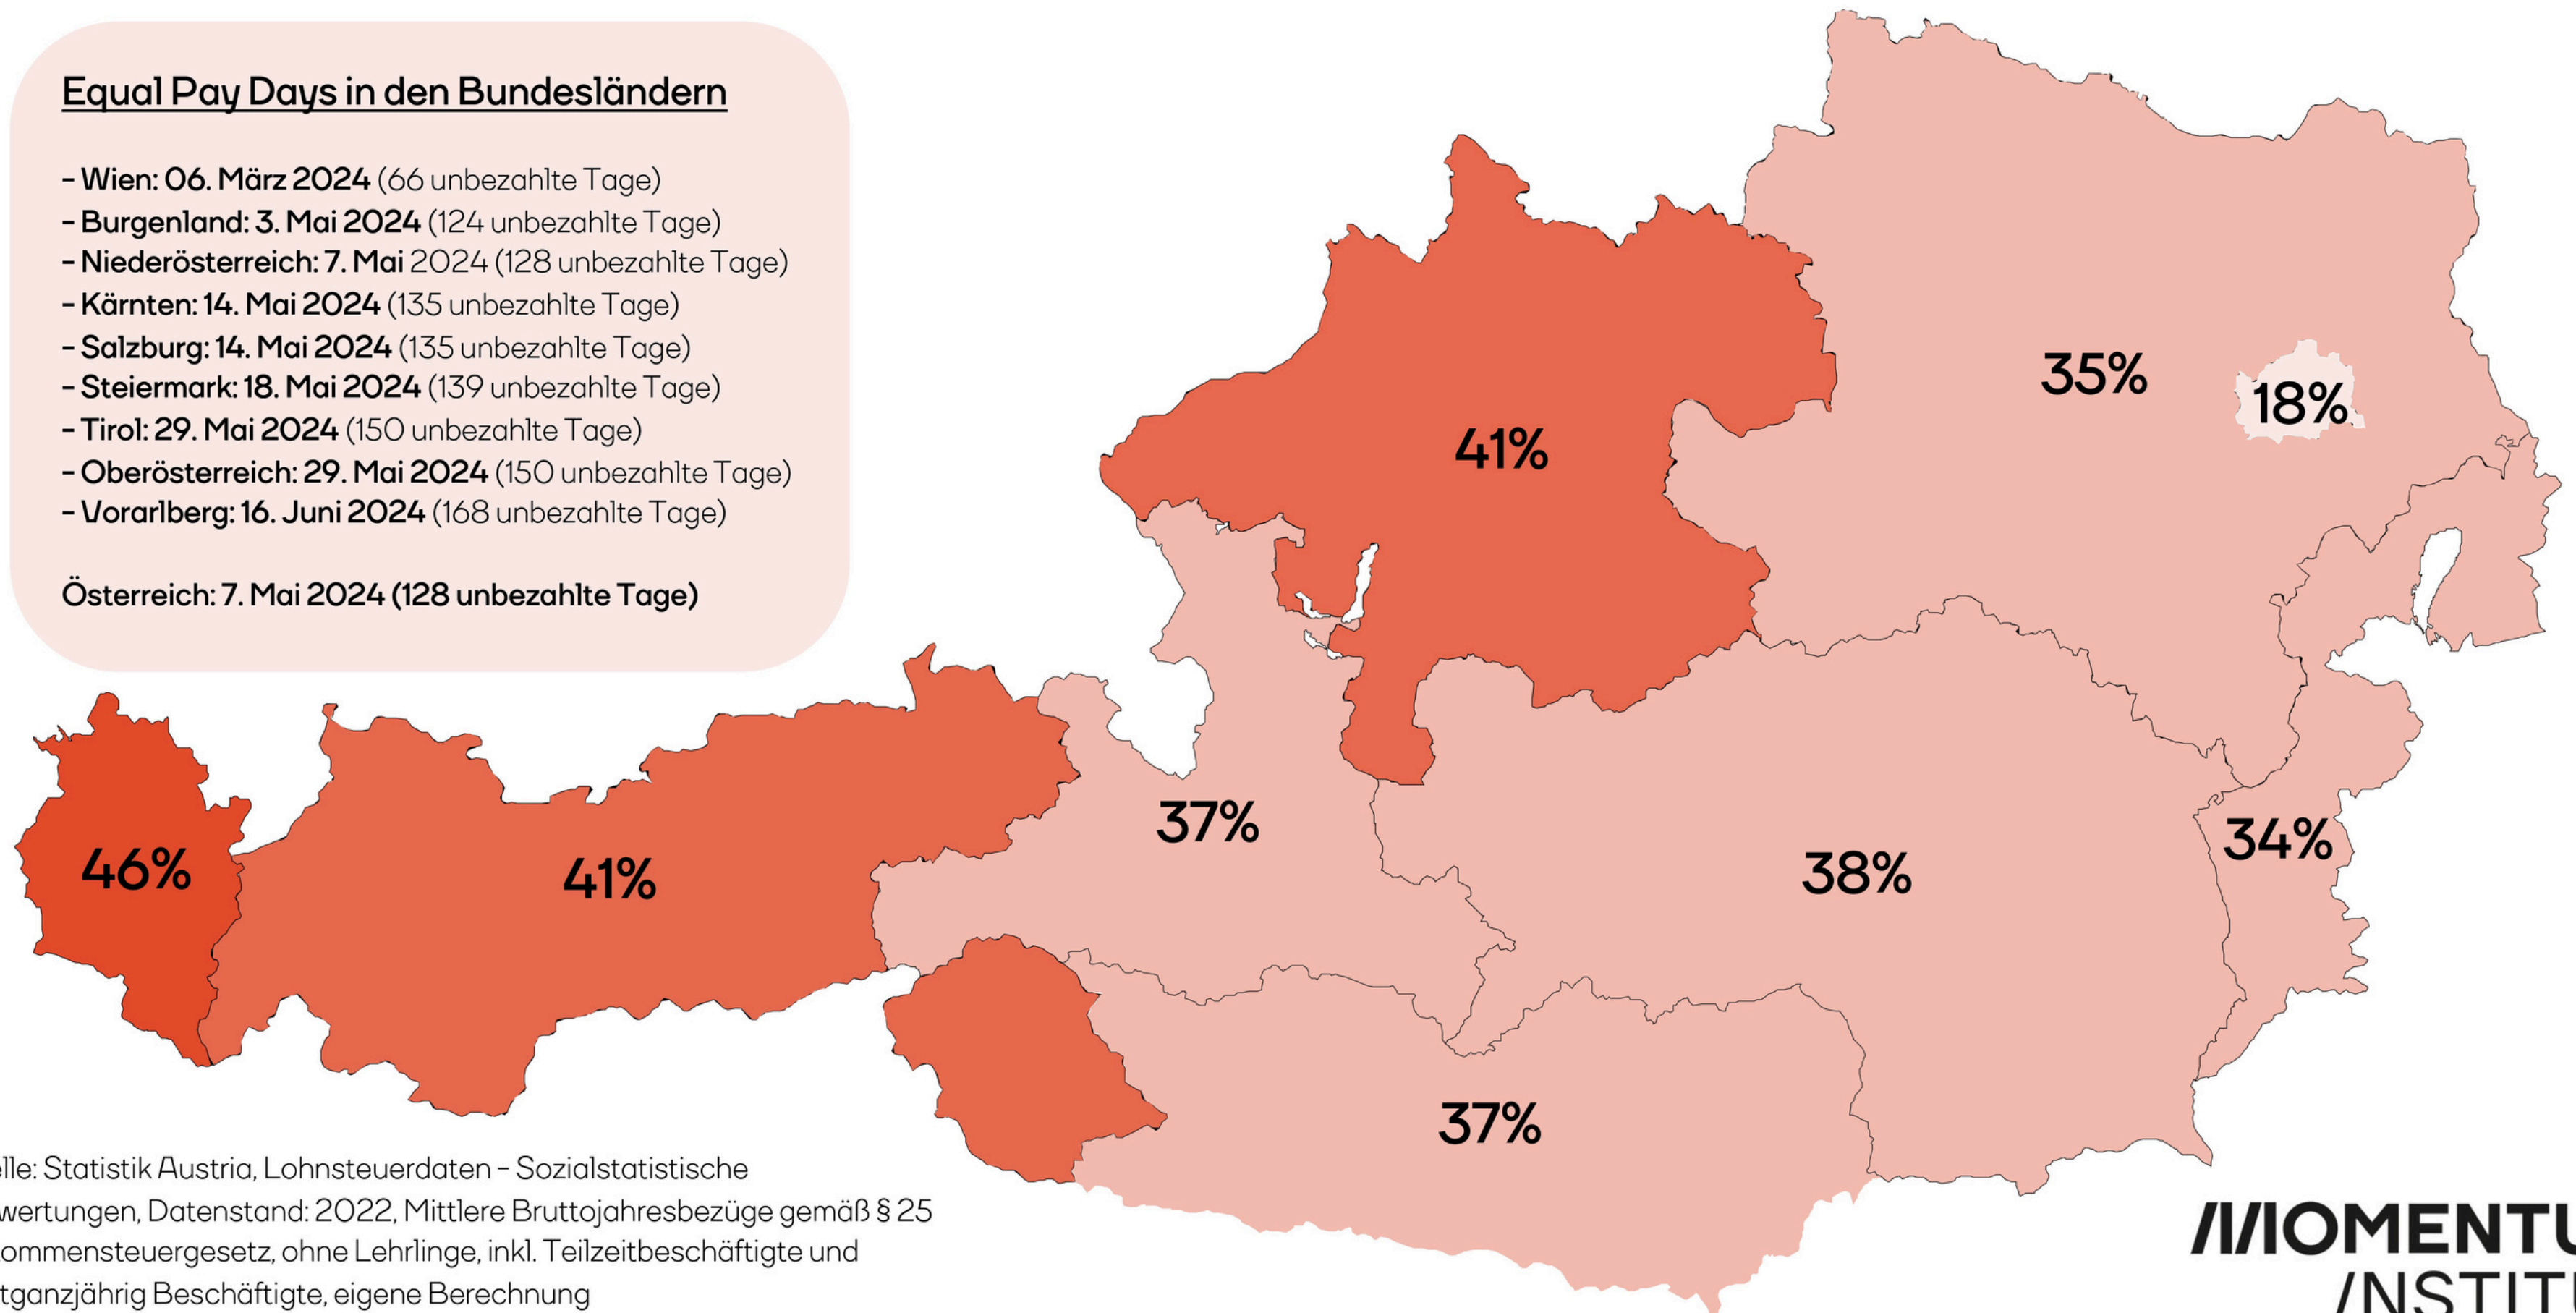 Equal Pay Days in den Bundesländern
- Wien: 06. März 2024 (66 unbezahlte Tage)
- Burgenland: 3. Mai 2024 (124 unbezahlte Tage)
- Niederösterreich: 7. Mai 2024 (128 unbezahlte Tage)
- Kärnten: 14. Mai 2024 (135 unbezahlte Tage)
- Salzburg: 14. Mai 2024 (135 unbezahlte Tage)
- Steiermark: 18. Mai 2024 (139 unbezahlte Tage)
- Tirol: 29. Mai 2024 (150 unbezahlte Tage)
- Oberösterreich: 29. Mai 2024 (150 unbezahlte Tage)
- Vorarlberg: 16. Juni 2024 (168 unbezahlte Tage)
Österreich: 7. Mai 2024 (128 unbezahlte Tage)
35%
18%
41%
37%
34%
46%
41%
38%
37%
lle: Statistik Austria, Lohnsteuerdaten - Sozialstatistische
wertungen, Datenstand: 2022, Mittlere Bruttojahresbezüge gemäß § 25
ommensteuergesetz, ohne Lehrlinge, inkl. Teilzeitbeschäftigte und
tganzjährig Beschäftigte, eigene Berechnung
MOMENTU
INSTIT